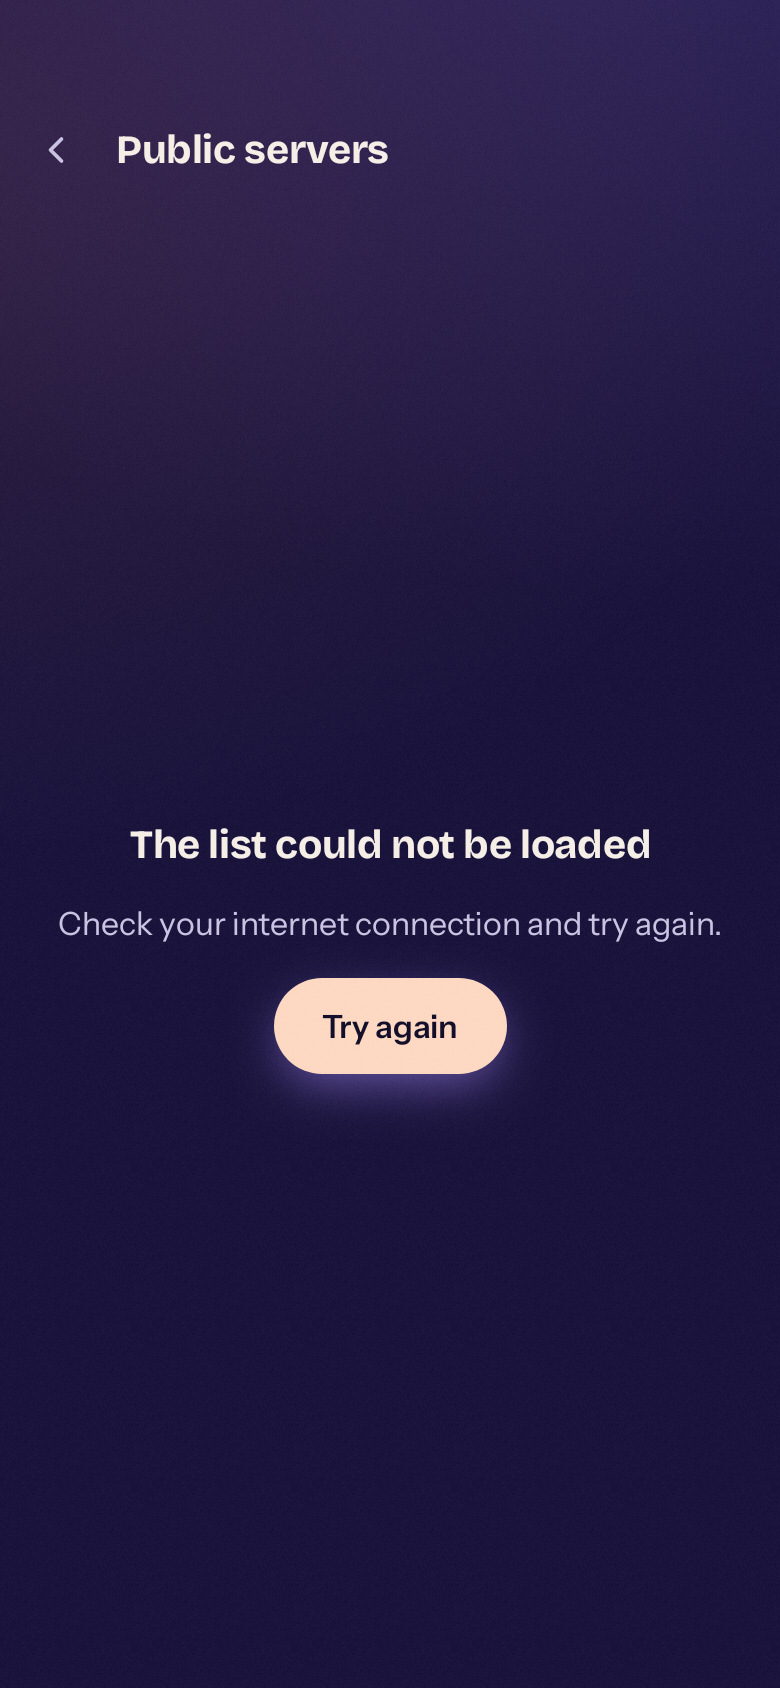 Public servers
The list could not be loaded
Check your internet connection and try again.
Try again